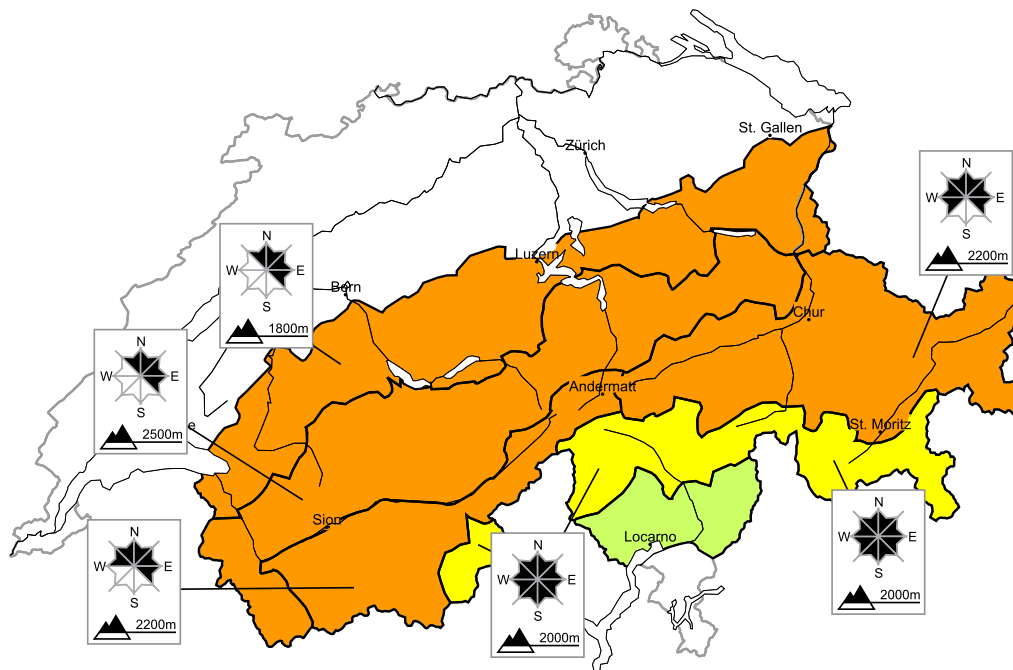 St. Gallen
Zürich
N
W E
S
2200m
N
W E
S
1800m
Luzern
Bern
Chur
N
W E
S
2500m
Andermatt
e
St. Moritz
Sion
Locarno
N
W E
S
2200m
N
W E
S
2000m
N
W E
S
2000m